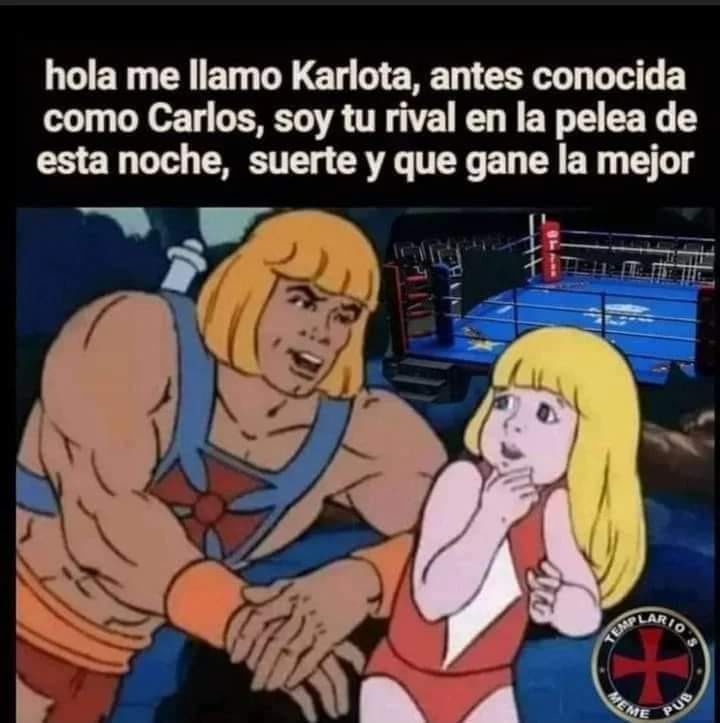 hola me llamo Karlota, antes conocida
como Carlos, soy tu rival en la pelea de
esta noche, suerte y que gane la mejor
TEMPLARIO'S
MEME PUB